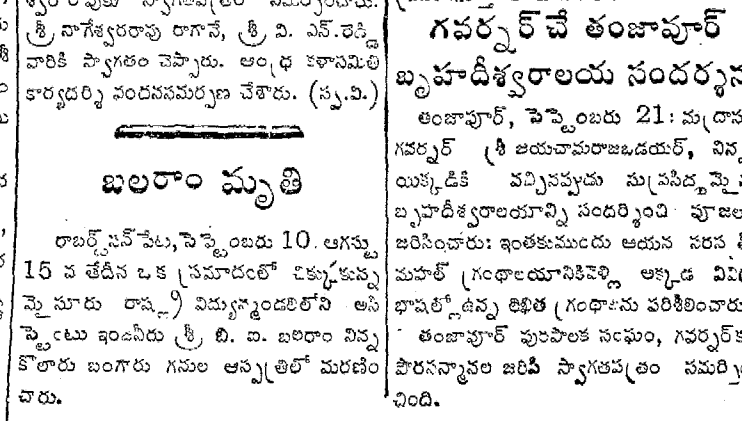 శ్రీ నాగేశ్వరరావు రాగానే, శ్రీ వి. ఎన్. రెడ్డి
వారికి స్వాగతం చెప్పారు. ఆంధ్ర కళాసమితి
కార్యదర్శి వందనసమర్పణ చేశారు. (స్వ.వి.)
బలరాం మృతి
రాబర్ట్ సన్ పేట, సెప్టెంబరు 10. ఆగస్టు
15 వ తేదీన ఒక ప్రమాదంలో చిక్కుకున్న
మైసూరు రాష్ట్ర విద్యున్మండలిలోని అసి
స్టెంటు ఇంజనీరు శ్రీ టి. ఐ. బలరాం నిన్న
కోలారు బంగారు గనుల ఆస్పత్రిలో మరణిం
చారు.
గవర్నర్ చే తంజావూర్
బృహదీశ్వరాలయ సందర్శన
తంజావూర్, సెప్టెంబరు 21: మద్రాసు
గవర్నర్ శ్రీ జయచామరాజఒడయర్, నిన్న
యిక్కడికి వచ్చినప్పుడు సుప్రసిద్ధమై
బృహదీశ్వరాలయాన్ని సందర్శించి పూజల
జరిపించారు: ఇంతకుముందు ఆయన సరస
మహల్ గ్రంథాలయానికివెళ్లి అక్కడ వివి
భాషల్లోఉన్న లిఖిత గ్రంథాలను పరిశీలించారు
తంజావూర్ పురపాలక సంఘం, గవర్నర్‌క
పౌరసన్మానల జరిపి స్వాగతపత్రం సమర్పి
చింది.